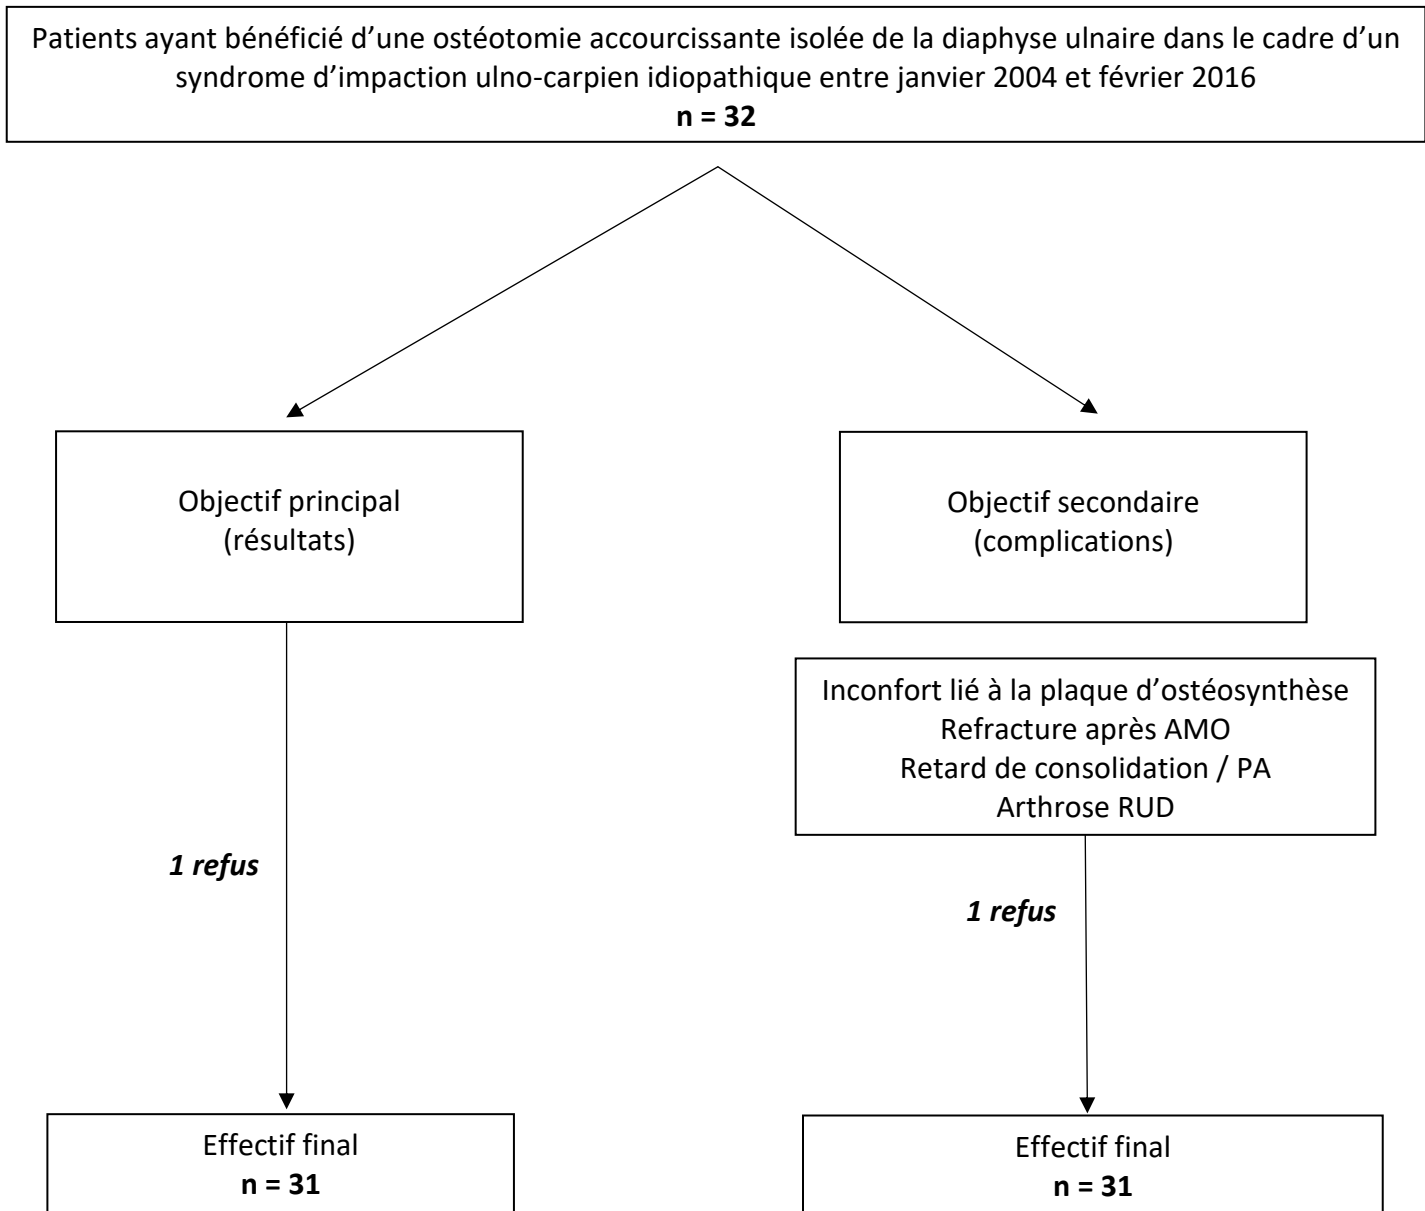 Patients ayant bénéficié d’une ostéotomie accourcissante isolée de la diaphyse ulnaire dans le cadre d’un
syndrome d’impaction ulno-carpien idiopathique entre janvier 2004 et février 2016
n = 32
Objectif principal
(résultats)
Objectif secondaire
(complications)
Inconfort lié à la plaque d’ostéosynthèse
Refracture après AMO
Retard de consolidation / PA
Arthrose RUD
1 refus
1 refus
Effectif final
n = 31
Effectif final
n = 31